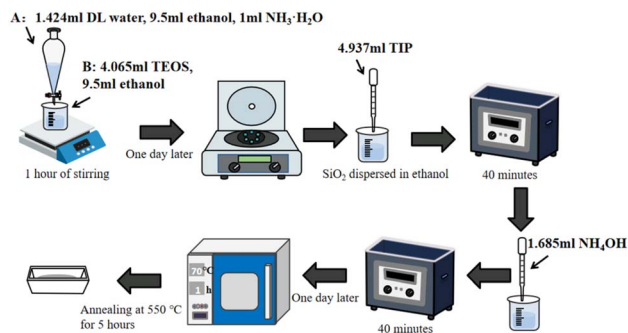 A: 1.424ml DL water, 9.5ml ethanol, 1ml NH₃·H₂O
B: 4.065ml TEOS,
9.5ml ethanol
1 hour of stirring
One day later
4.937ml TIP
SiO₂ dispersed in ethanol
40 minutes
1.685ml NH₄OH
40 minutes
One day later
70°C
1 h
Annealing at 550 °C
for 5 hours